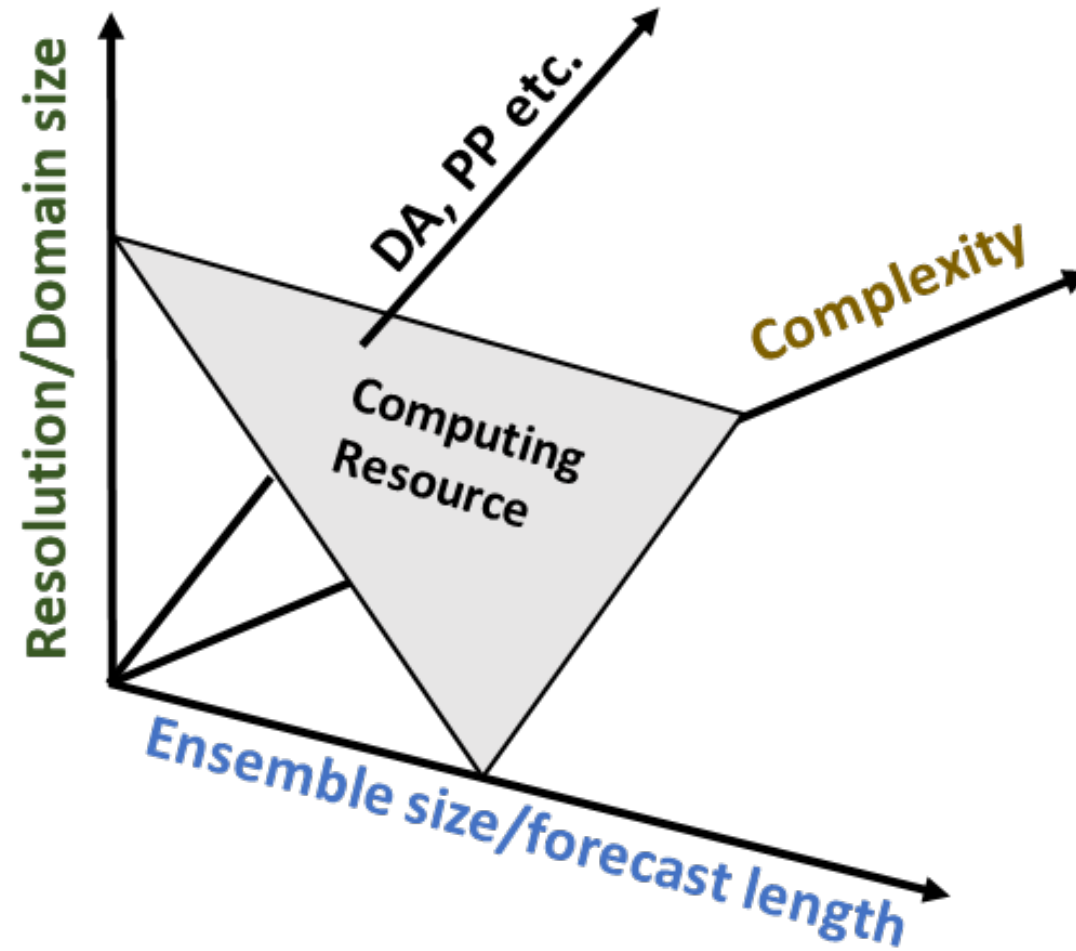 Resolution/Domain size
DA, PP etc.
Complexity
Computing
Resource
Ensemble size/forecast length